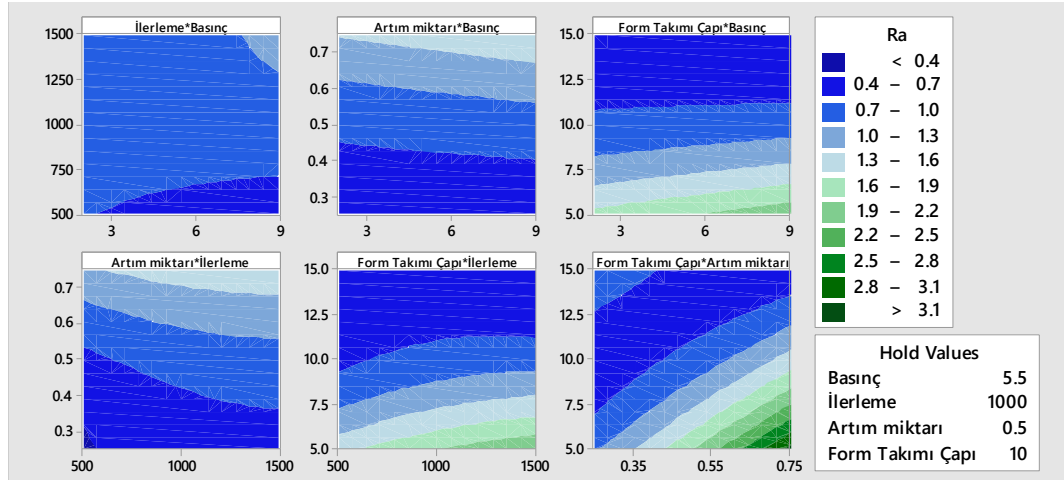 İlerleme*Basınç
1500
1250
1000
750
500
3 6 9
Artım miktarı*Basınç
0.7
0.6
0.5
0.4
0.3
3 6 9
Form Takımı Çapı*Basınç
15.0
12.5
10.0
7.5
5.0
3 6 9
Artım miktarı*İlerleme
0.7
0.6
0.5
0.4
0.3
500 1000 1500
Form Takımı Çapı*İlerleme
15.0
12.5
10.0
7.5
5.0
500 1000 1500
Form Takımı Çapı*Artım miktarı
15.0
12.5
10.0
7.5
5.0
0.35 0.55 0.75
Ra
< 0.4
0.4 – 0.7
0.7 – 1.0
1.0 – 1.3
1.3 – 1.6
1.6 – 1.9
1.9 – 2.2
2.2 – 2.5
2.5 – 2.8
2.8 – 3.1
> 3.1
Hold Values
Basınç 5.5
İlerleme 1000
Artım miktarı 0.5
Form Takımı Çapı 10